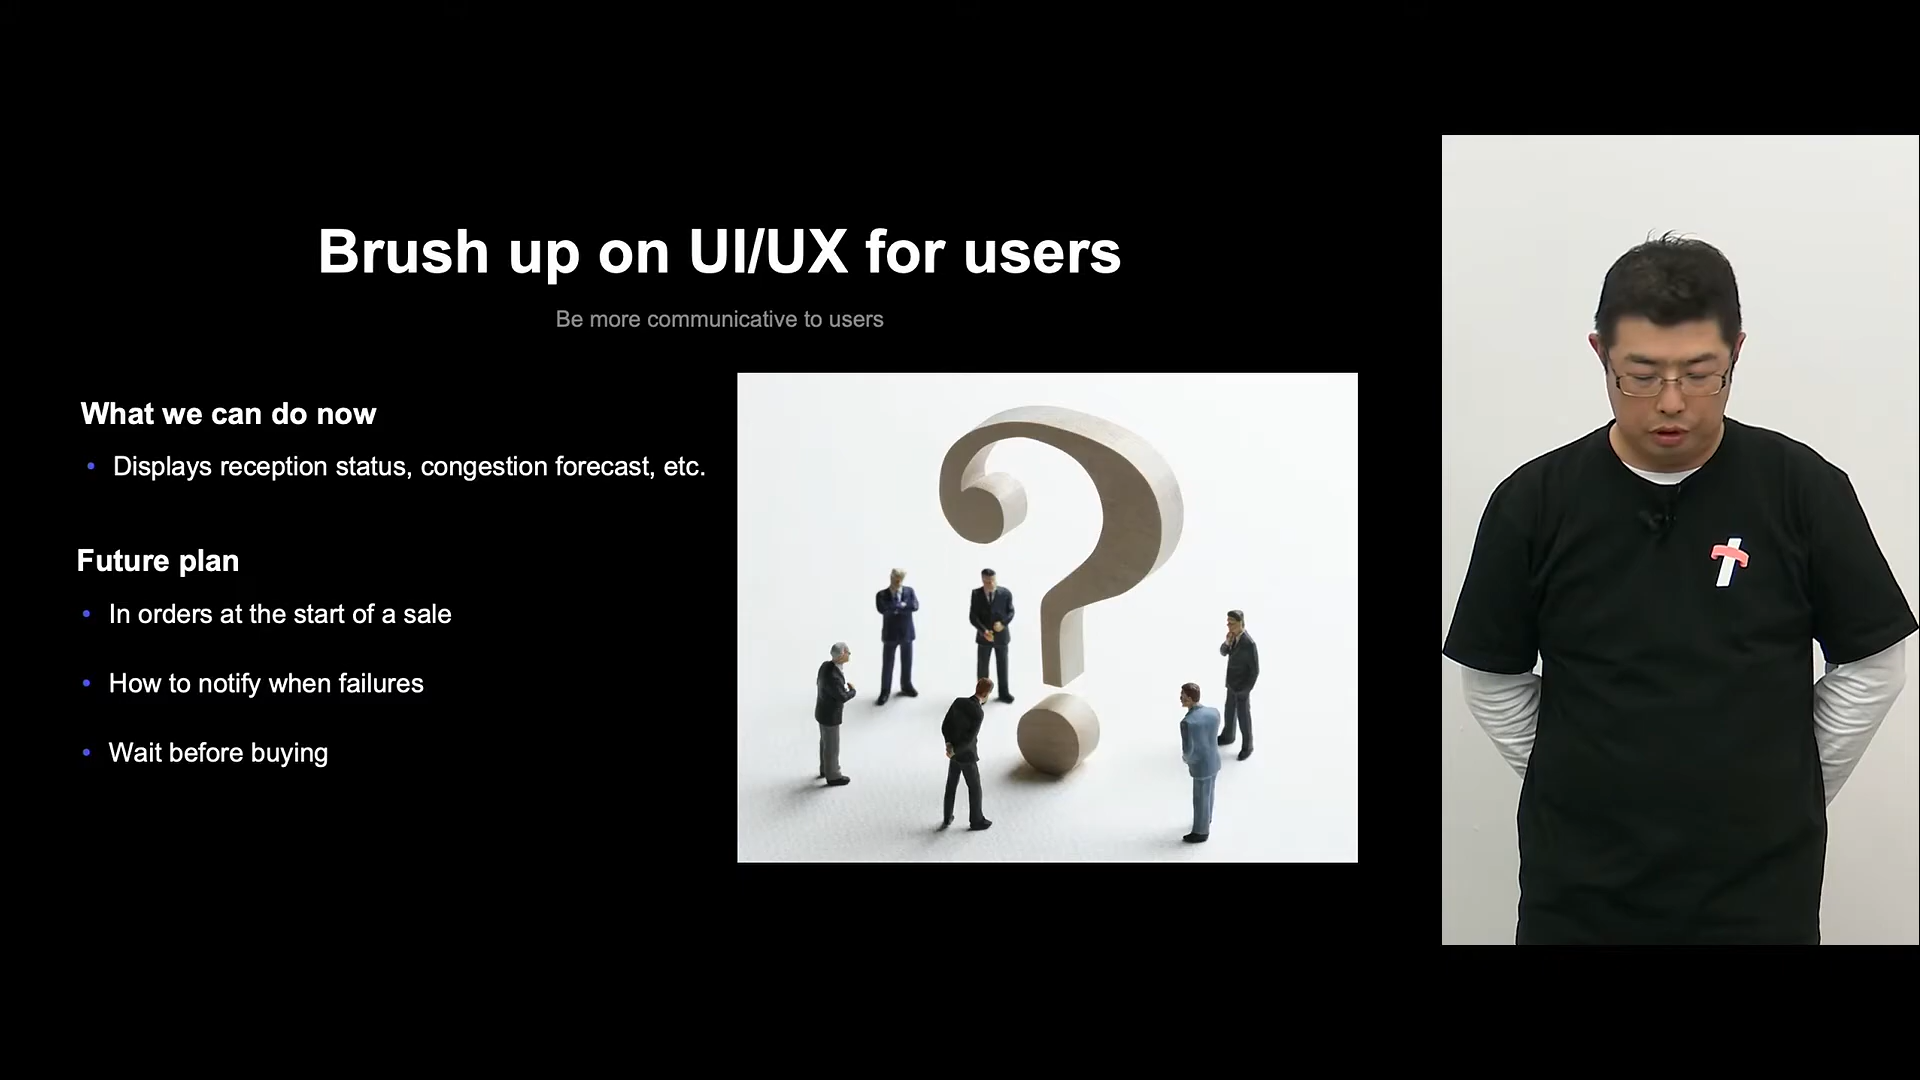 Brush up on UI/UX for users
Be more communicative to users
What we can do now
• Displays reception status, congestion forecast, etc.
Future plan
• In orders at the start of a sale
• How to notify when failures
• Wait before buying